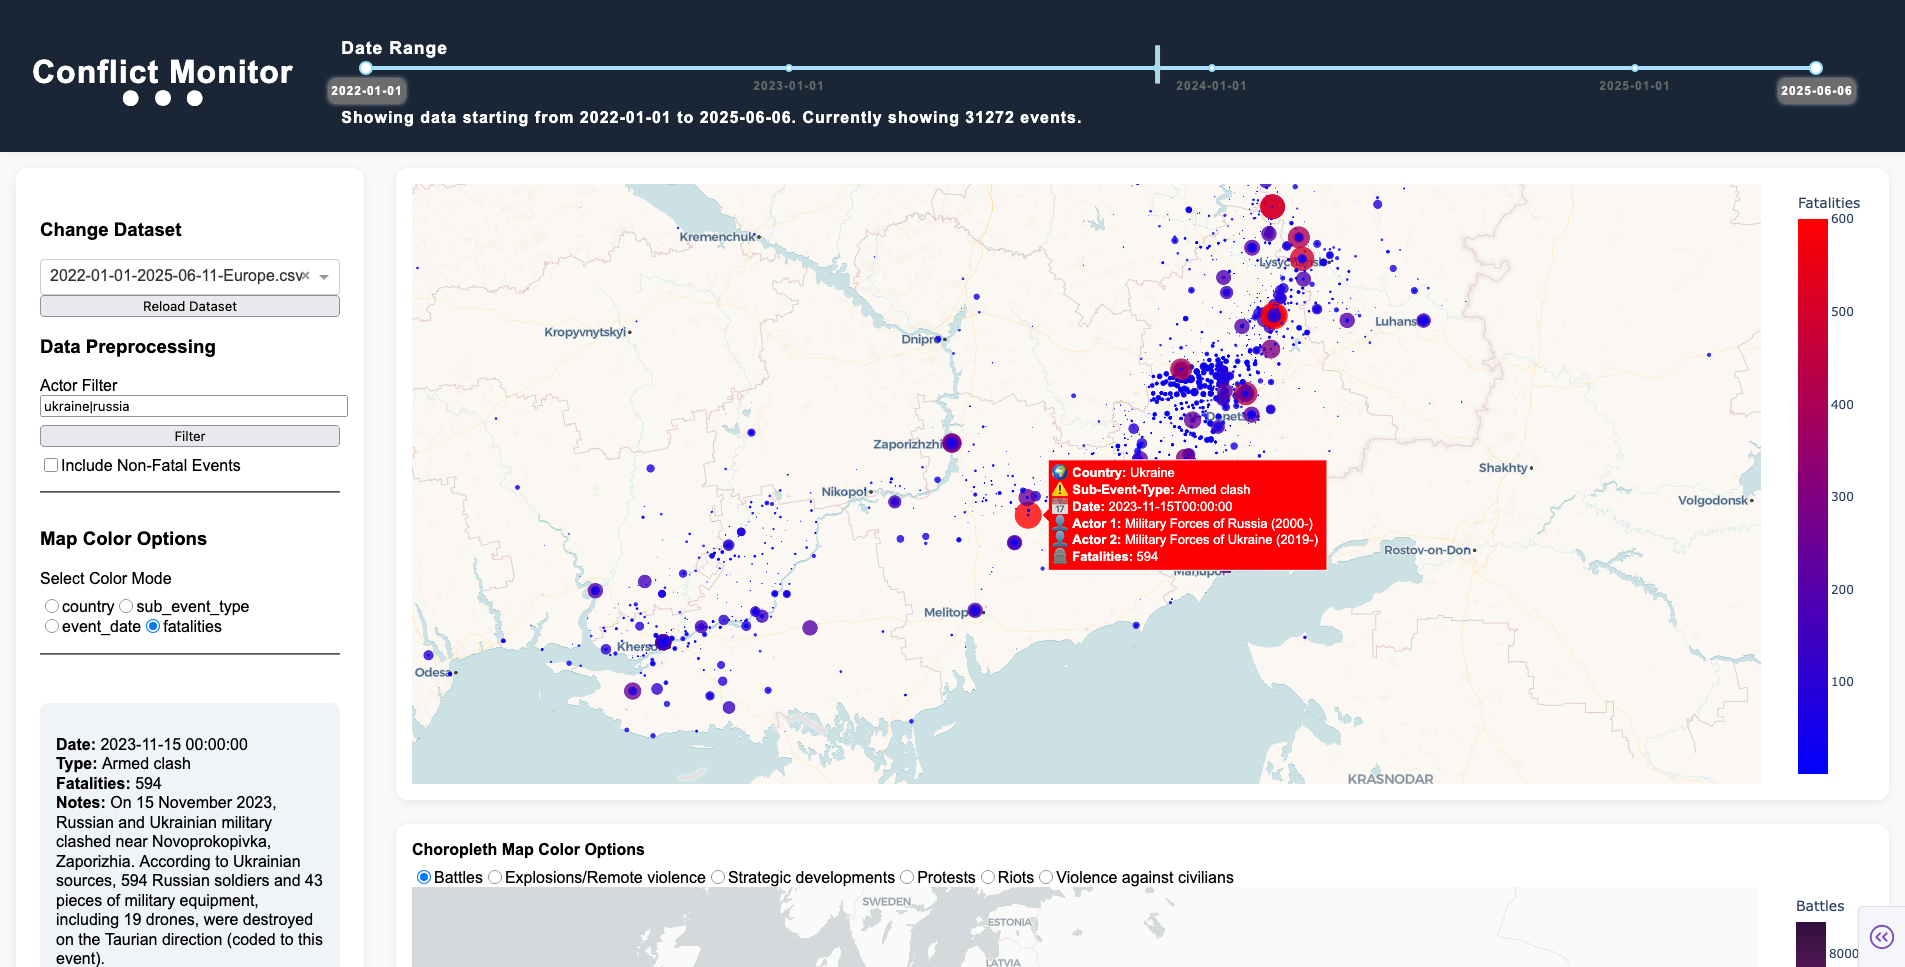 Conflict Monitor
Date Range
2022-01-01
2023-01-01
2024-01-01
2025-01-01
2025-06-06
Showing data starting from 2022-01-01 to 2025-06-06. Currently showing 31272 events.
Change Dataset
2022-01-01-2025-06-11-Europe.csv
Reload Dataset
Data Preprocessing
Actor Filter
ukraine|russia
Filter
Include Non-Fatal Events
Map Color Options
Select Color Mode
country sub_event_type
event_date fatalities
Date: 2023-11-15 00:00:00
Type: Armed clash
Fatalities: 594
Notes: On 15 November 2023,
Russian and Ukrainian military
clashed near Novoprokopivka,
Zaporizhia. According to Ukrainian
sources, 594 Russian soldiers and 43
pieces of military equipment,
including 19 drones, were destroyed
on the Taurian direction (coded to this
event).
Kremenchuk
Kropyvnytskyi
Dnipro
Luhans
Zaporizhzhi
Nikopol
Shakhty
Volgodonsk
Rostov-on-Don
Melitop
Kherso
Odesa
KRASNODAR
Country: Ukraine
Sub-Event-Type: Armed clash
Date: 2023-11-15T00:00:00
Actor 1: Military Forces of Russia (2000-)
Actor 2: Military Forces of Ukraine (2019-)
Fatalities: 594
Fatalities
600
500
400
300
200
100
Choropleth Map Color Options
Battles Explosions/Remote violence Strategic developments Protests Riots Violence against civilians
SWEDEN
ESTONIA
LATVIA
Battles
8000